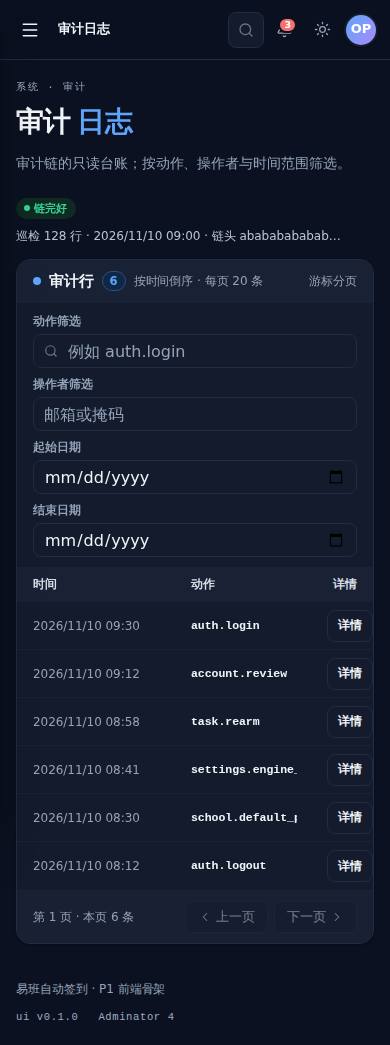 审计日志
3
OP
系统 · 审计
审计 日志
审计链的只读台账；按动作、操作者与时间范围筛选。
链完好
巡检 128 行 · 2026/11/10 09:00 · 链头 abababababab…
审计行 6 按时间倒序 · 每页 20 条 游标分页
动作筛选
例如 auth.login
操作者筛选
邮箱或掩码
起始日期
mm/dd/yyyy
结束日期
mm/dd/yyyy
时间 动作 详情
2026/11/10 09:30 auth.login 详情
2026/11/10 09:12 account.review 详情
2026/11/10 08:58 task.rearm 详情
2026/11/10 08:41 settings.engine_ 详情
2026/11/10 08:30 school.default_ 详情
2026/11/10 08:12 auth.logout 详情
第 1 页 · 本页 6 条 上一页 下一页
易班自动签到 · P1 前端骨架
ui v0.1.0 Adminator 4